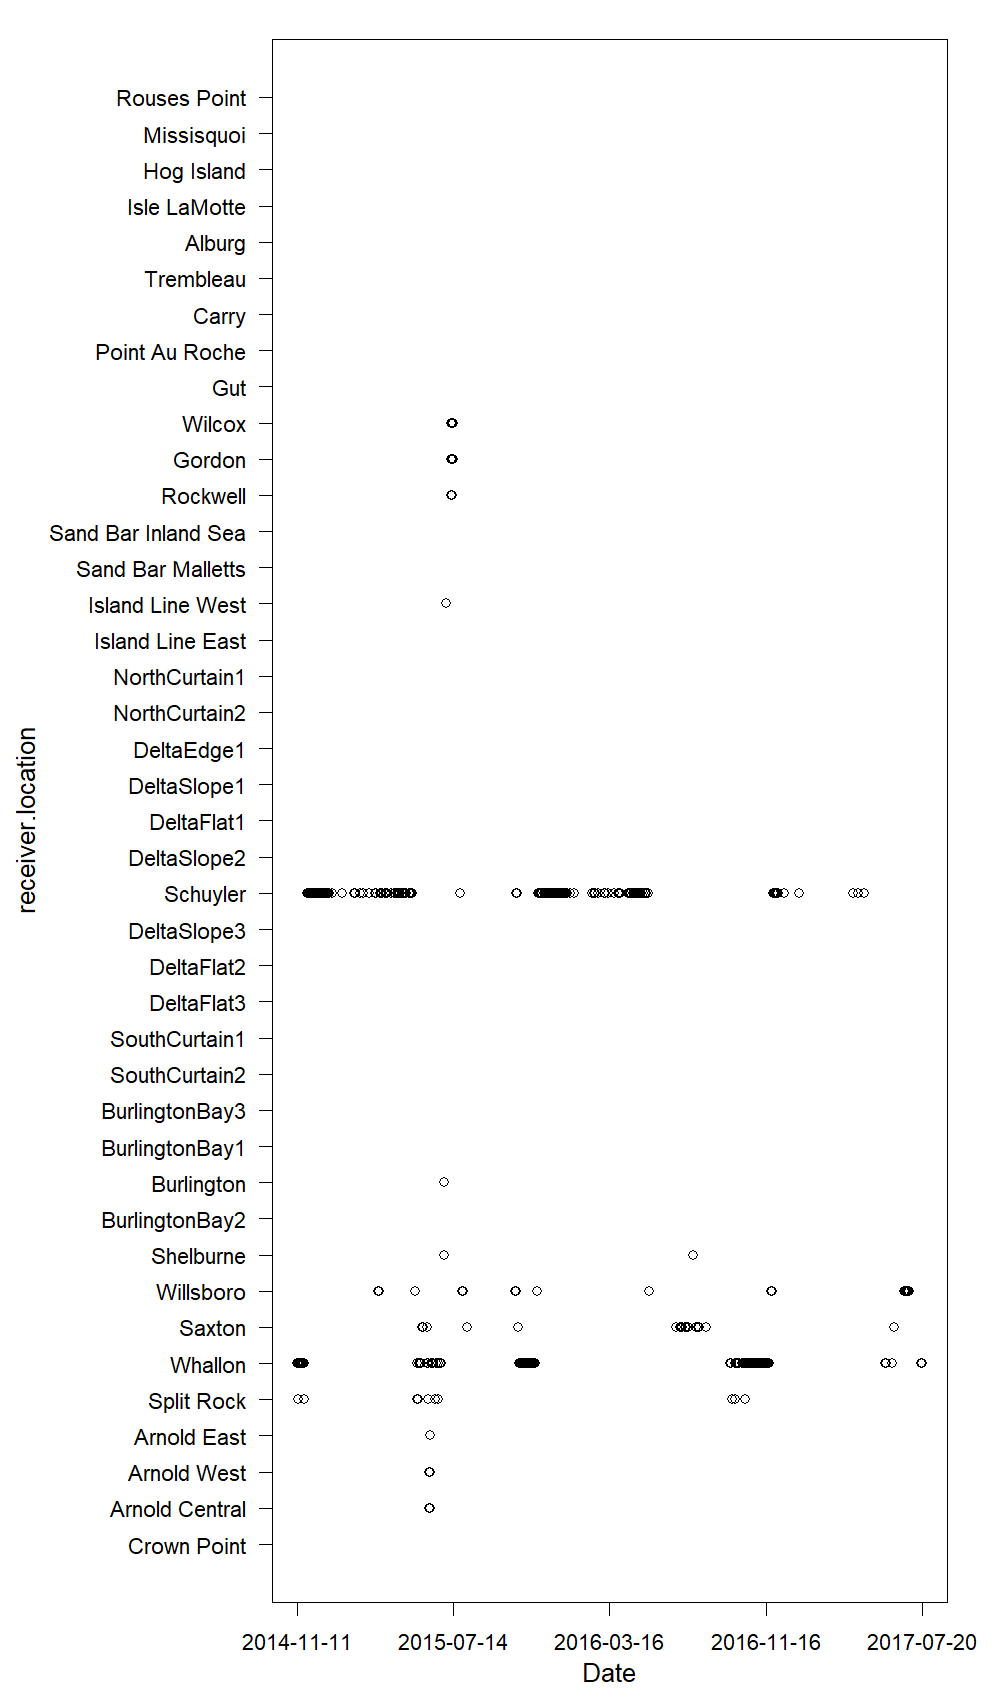 Rouses Point
Missisquoi
Hog Island
Isle LaMotte
Alburg
Trembleau
Carry
Point Au Roche
Gut
Wilcox
Gordon
Rockwell
Sand Bar Inland Sea
Sand Bar Malletts
Island Line West
Island Line East
NorthCurtain1
NorthCurtain2
DeltaEdge1
DeltaSlope1
DeltaFlat1
DeltaSlope2
Schuyler
DeltaSlope3
DeltaFlat2
DeltaFlat3
SouthCurtain1
SouthCurtain2
BurlingtonBay3
BurlingtonBay1
Burlington
BurlingtonBay2
Shelburne
Willsboro
Saxton
Whallon
Split Rock
Arnold East
Arnold West
Arnold Central
Crown Point
receiver.location
2014-11-11 2015-07-14 2016-03-16 2016-11-16 2017-07-20
Date